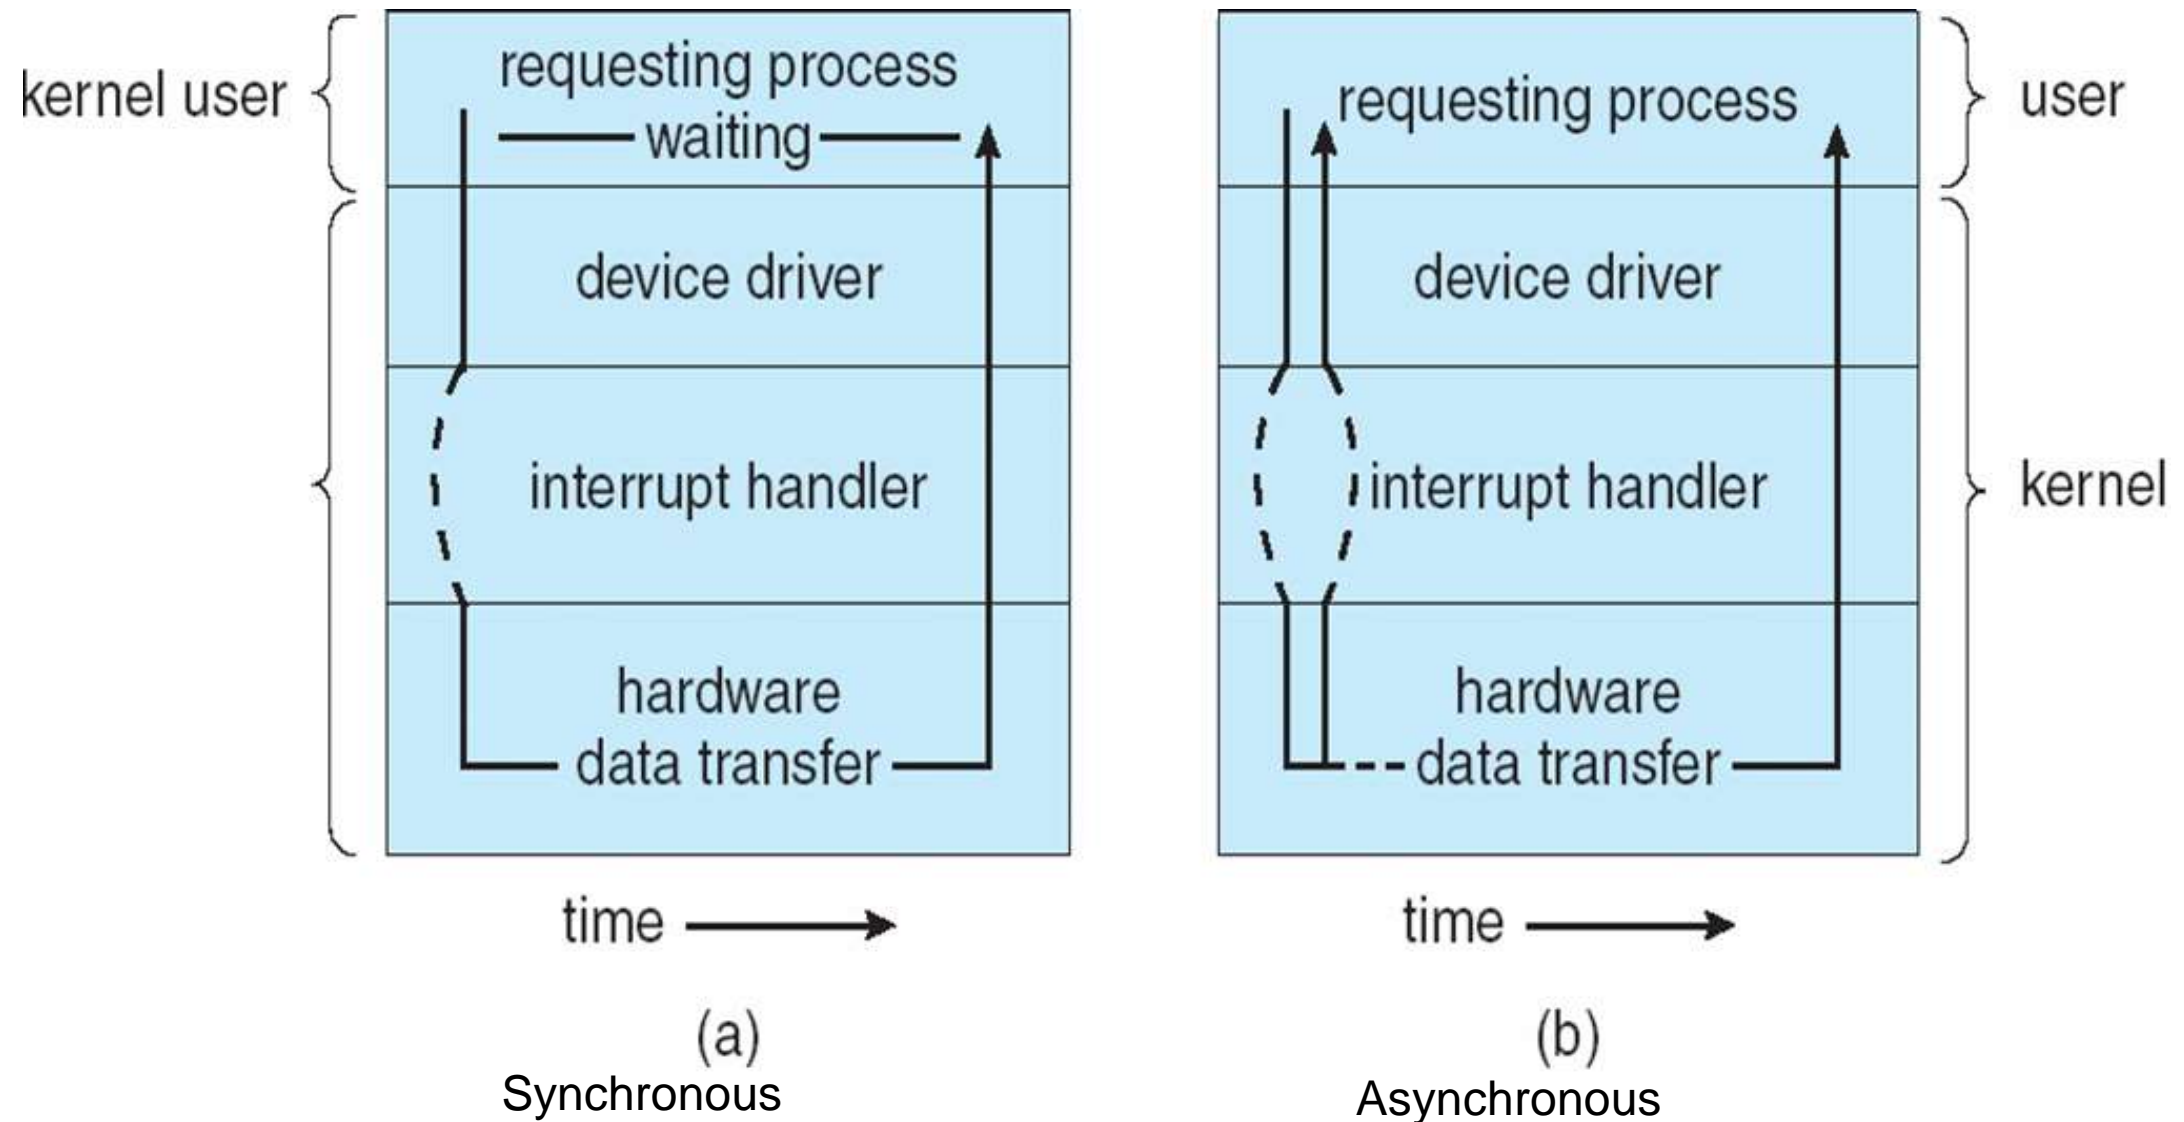 kernel user
requesting process
waiting
device driver
interrupt handler
hardware
data transfer
time
(a)
Synchronous
requesting process
user
device driver
interrupt handler
kernel
hardware
data transfer
time
(b)
Asynchronous